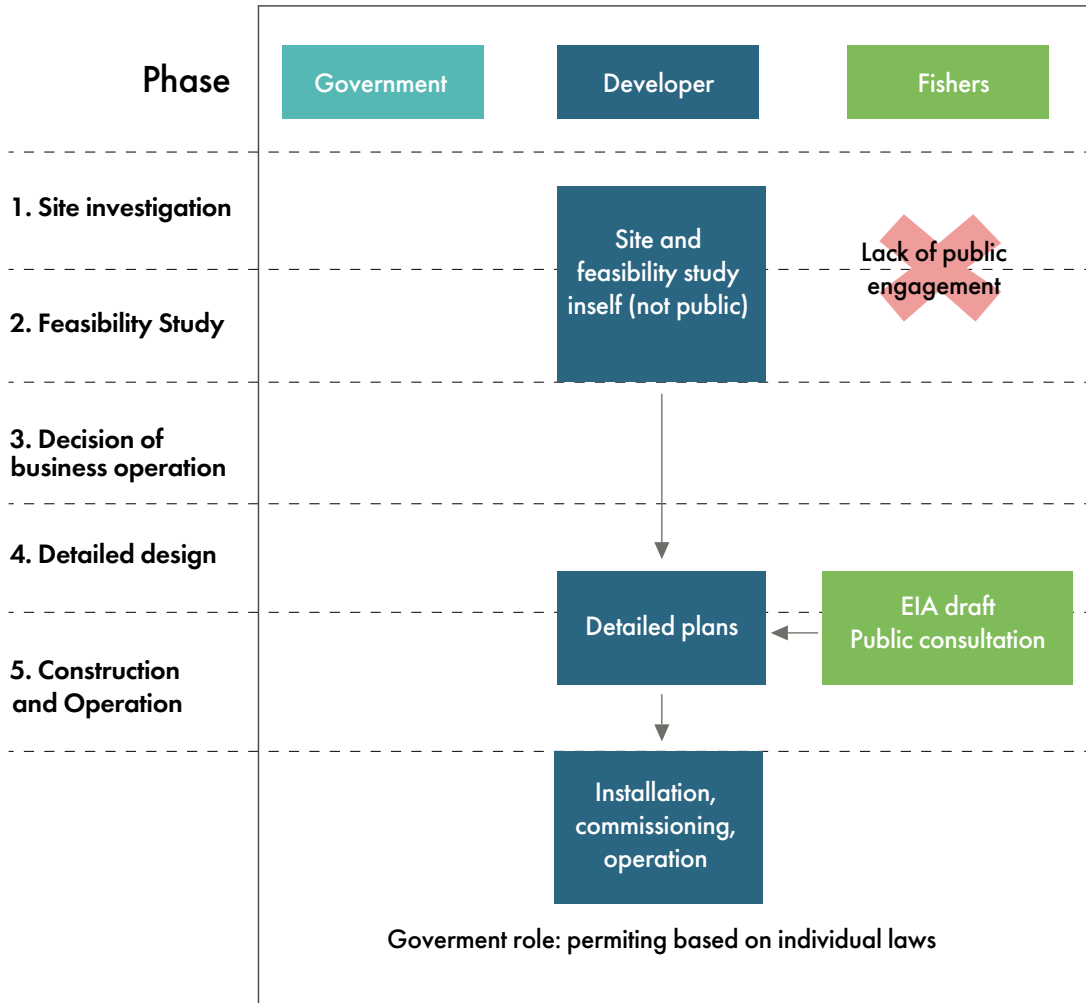 Phase
Government
Developer
Fishers
1. Site investigation
Site and
feasibility study
inself (not public)
Lack of public
engagement
2. Feasibility Study
3. Decision of
business operation
4. Detailed design
Detailed plans
EIA draft
Public consultation
5. Construction
and Operation
Installation,
commissioning,
operation
Goverment role: permiting based on individual laws